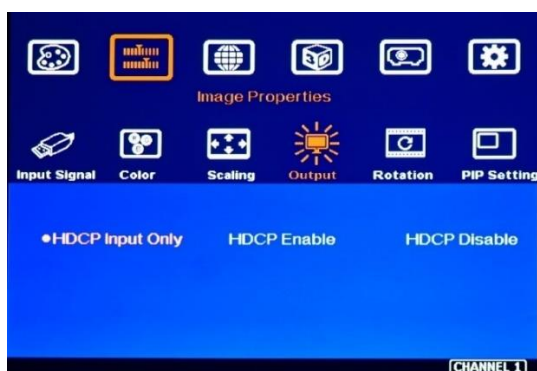 Image Properties
Input Signal Color Scaling Output Rotation PIP Setting
●HDCP Input Only HDCP Enable HDCP Disable
CHANNEL 1